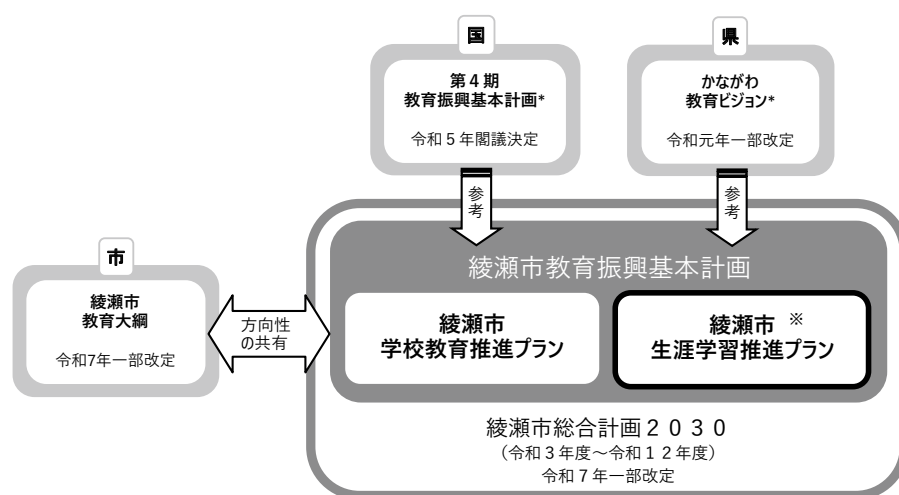 国
第４期
教育振興基本計画*
令和５年閣議決定
参考
県
かながわ
教育ビジョン*
令和元年一部改定
参考
市
綾瀬市
教育大綱
令和7年一部改定
方向性
の共有
綾瀬市教育振興基本計画
綾瀬市
学校教育推進プラン
綾瀬市 ※
生涯学習推進プラン
綾瀬市総合計画２０３０
（令和３年度～令和１２年度）
令和７年一部改定